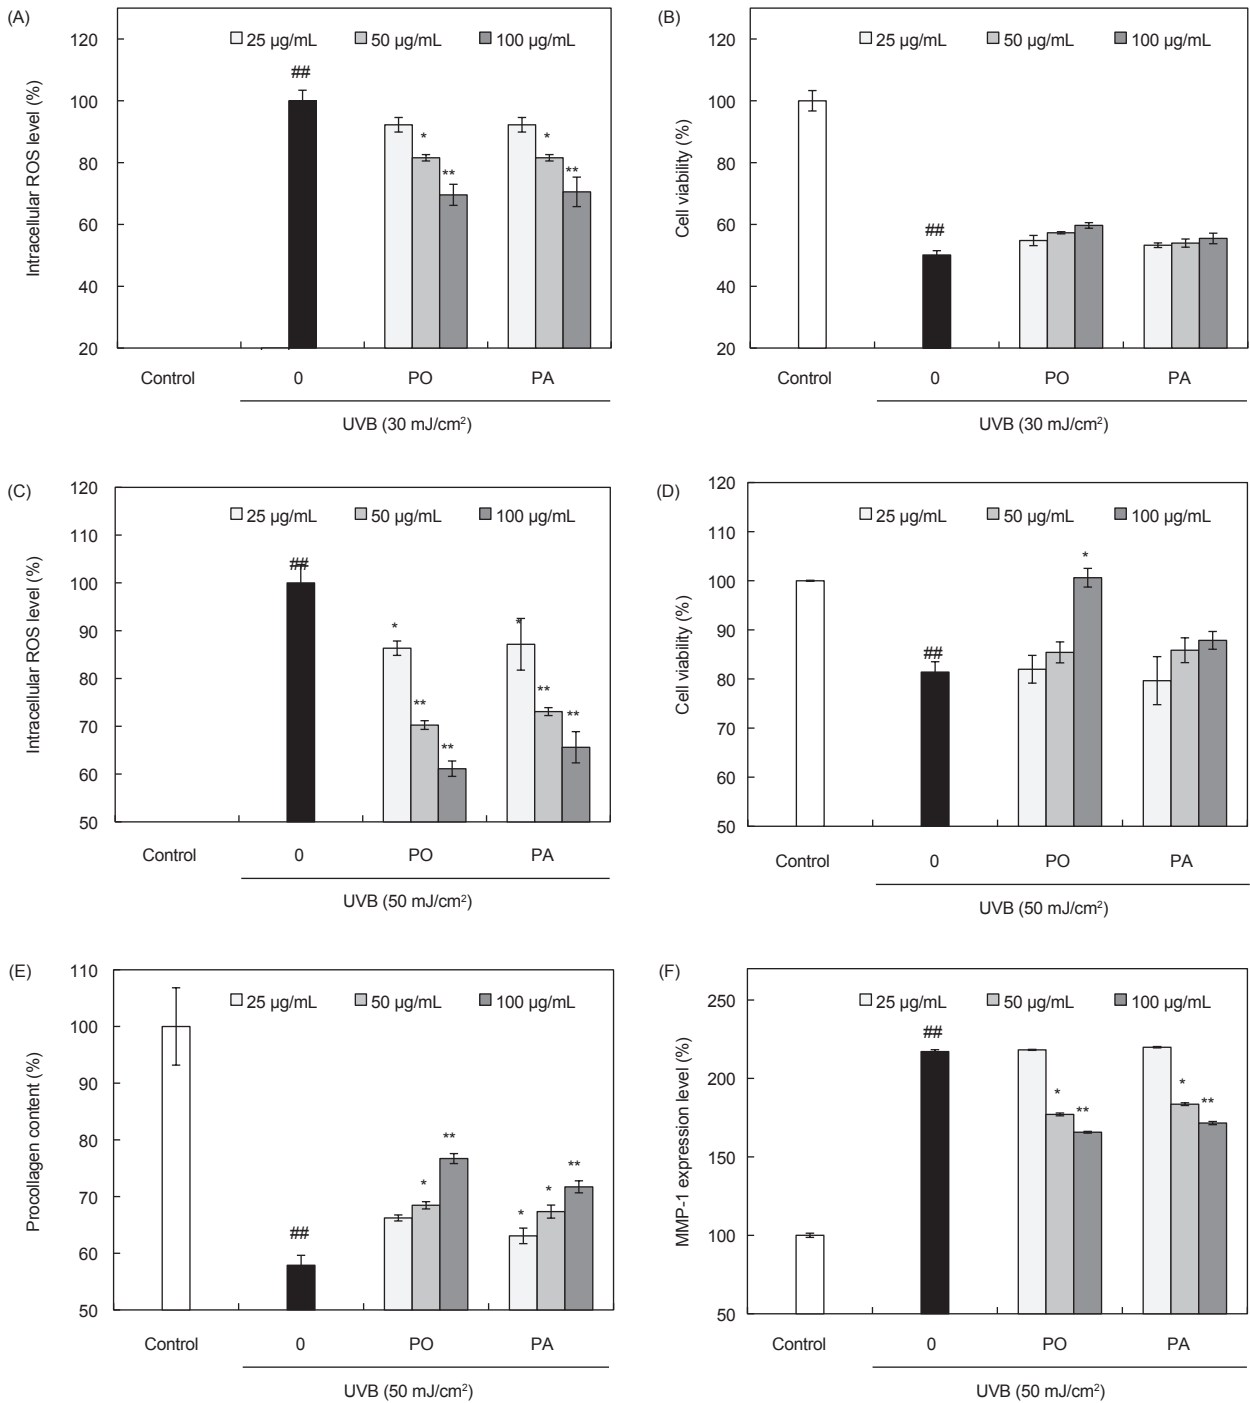 (A)
Intracellular ROS level (%)
120
100
80
60
40
20
25 µg/mL 50 µg/mL 100 µg/mL
##
*
**
*
**
Control 0 PO PA
UVB (30 mJ/cm²)
(B)
Cell viability (%)
120
100
80
60
40
20
25 µg/mL 50 µg/mL 100 µg/mL
##
Control 0 PO PA
UVB (30 mJ/cm²)
(C)
Intracellular ROS level (%)
120
110
100
90
80
70
60
50
25 µg/mL 50 µg/mL 100 µg/mL
##
*
**
**
*
**
**
Control 0 PO PA
UVB (50 mJ/cm²)
(D)
Cell viability (%)
120
110
100
90
80
70
60
50
25 µg/mL 50 µg/mL 100 µg/mL
##
*
Control 0 PO PA
UVB (50 mJ/cm²)
(E)
Procollagen content (%)
110
100
90
80
70
60
50
25 µg/mL 50 µg/mL 100 µg/mL
##
*
**
*
*
**
Control 0 PO PA
UVB (50 mJ/cm²)
(F)
MMP-1 expression level (%)
250
200
150
100
50
25 µg/mL 50 µg/mL 100 µg/mL
##
*
**
*
**
Control 0 PO PA
UVB (50 mJ/cm²)